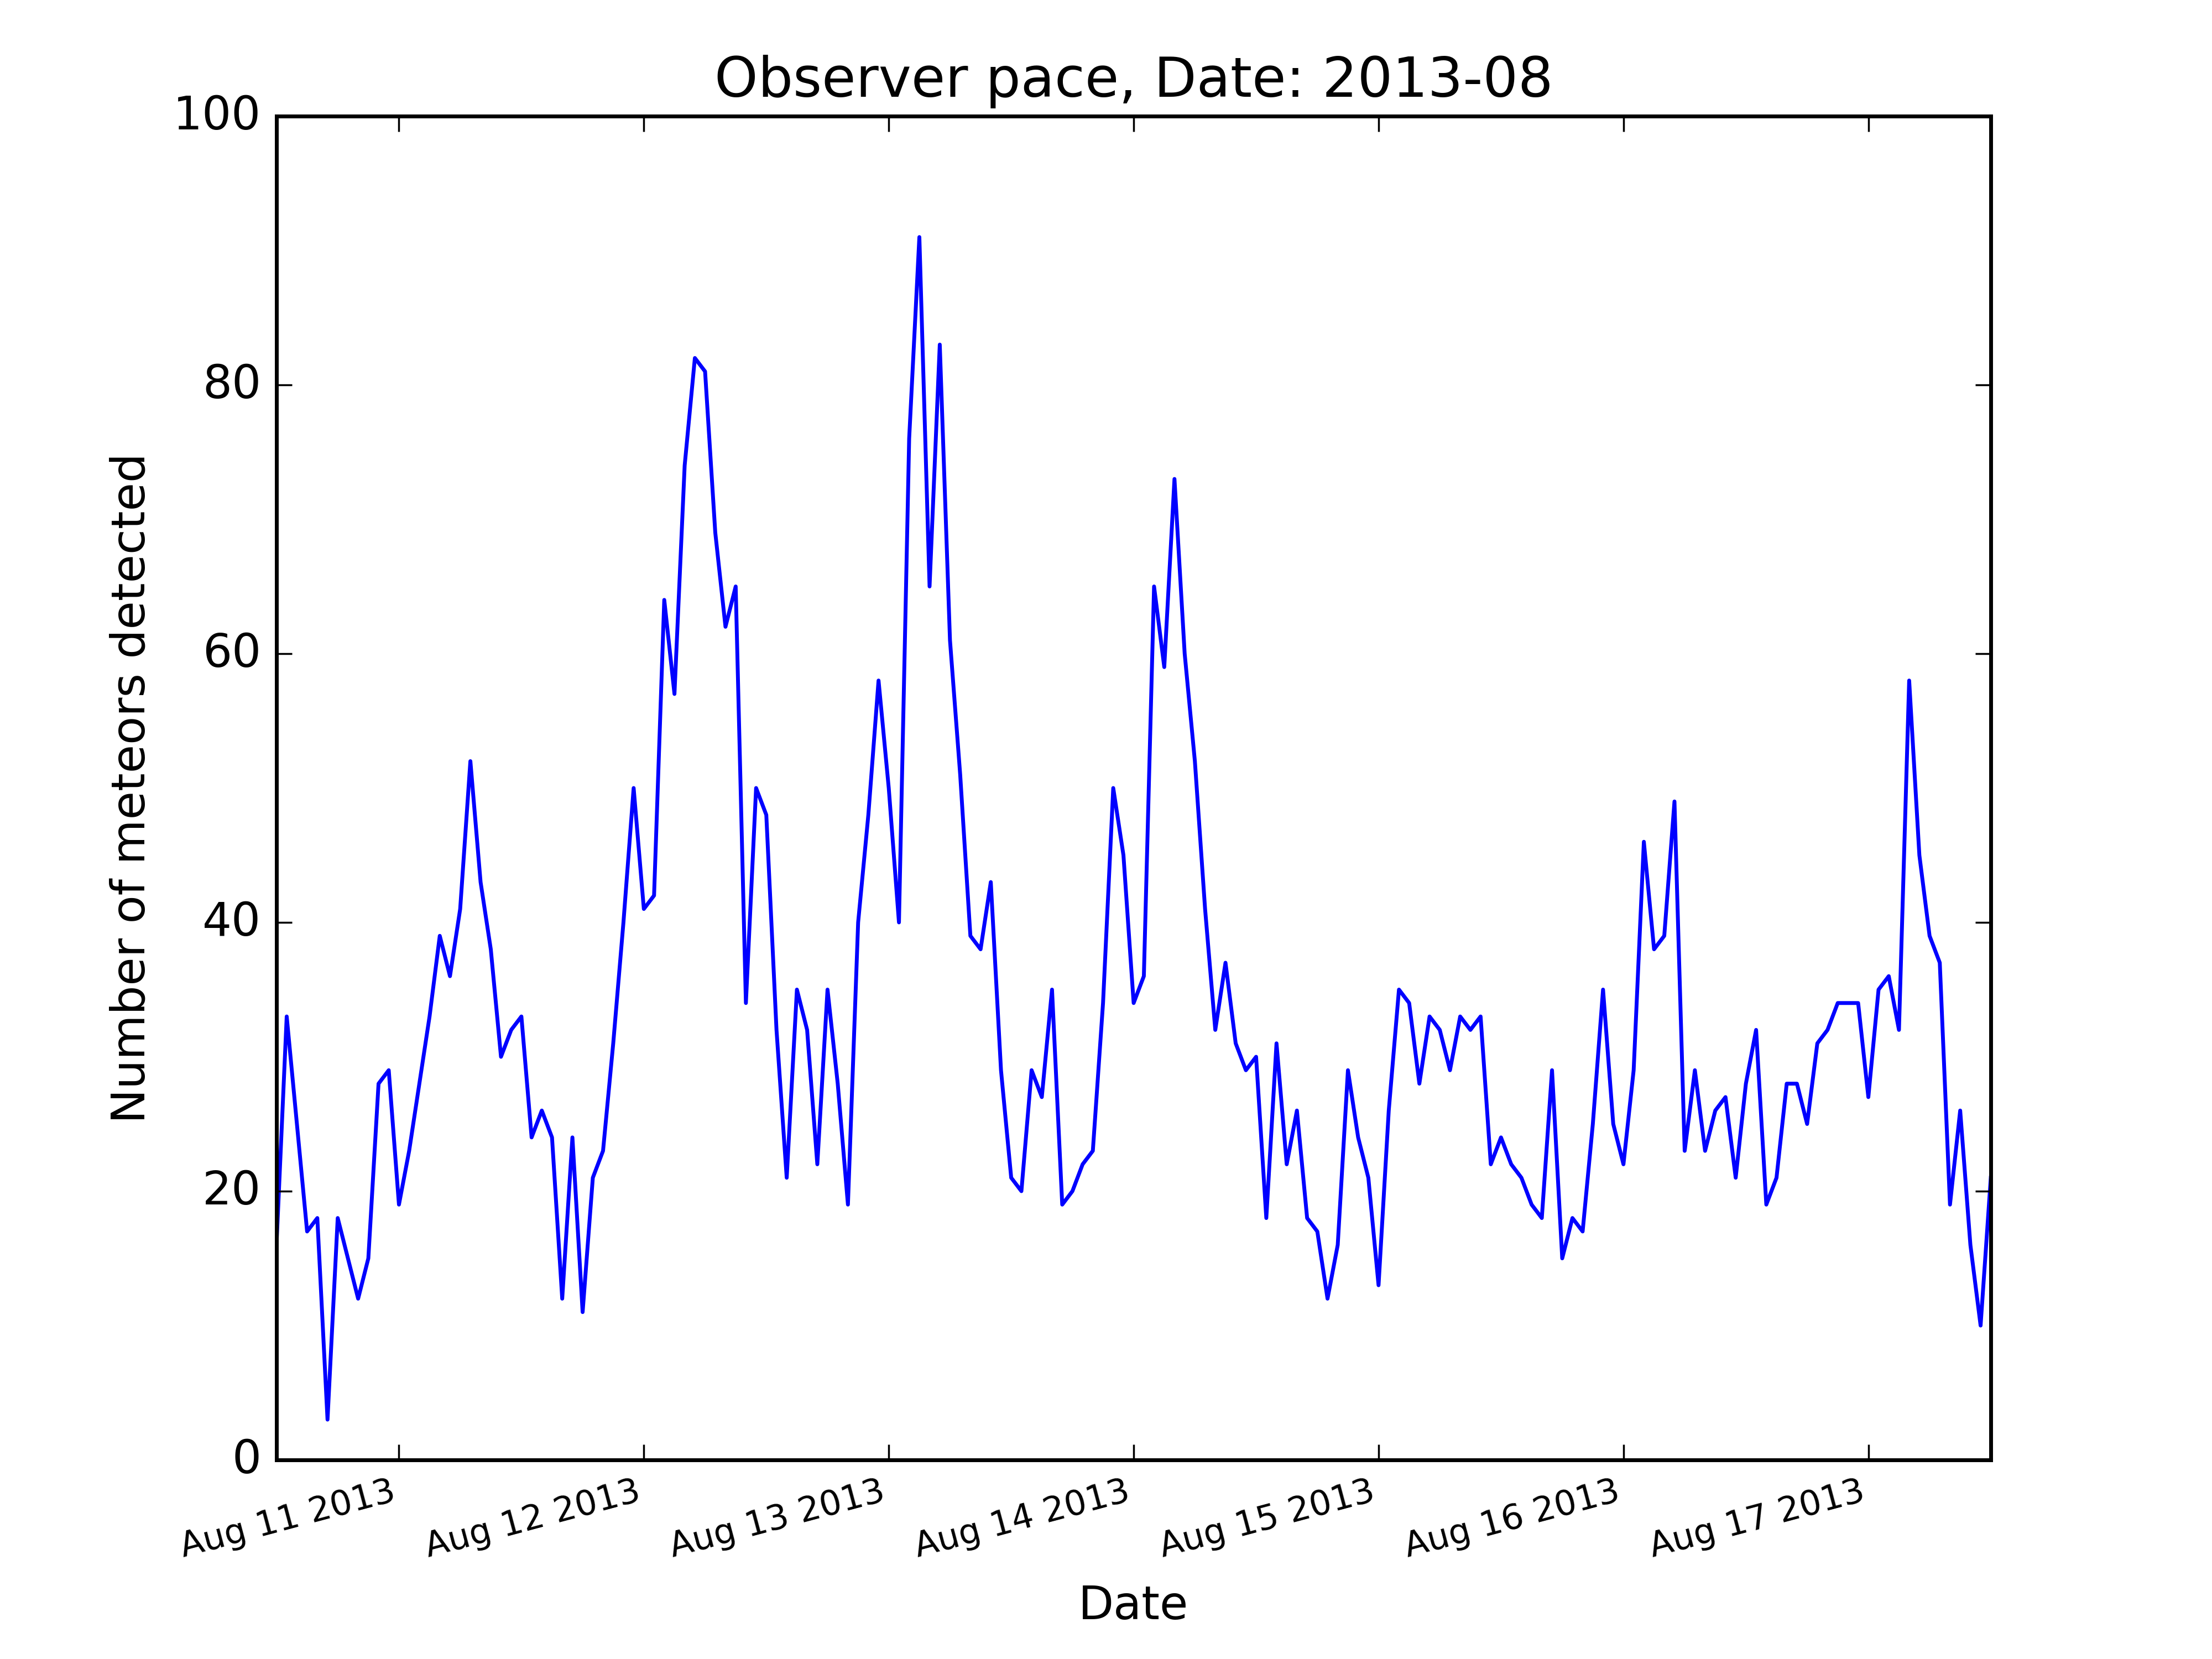 Observer pace, Date: 2013-08
100
80
60
40
20
0
Number of meteors detected
Aug 11 2013
Aug 12 2013
Aug 13 2013
Aug 14 2013
Aug 15 2013
Aug 16 2013
Aug 17 2013
Date